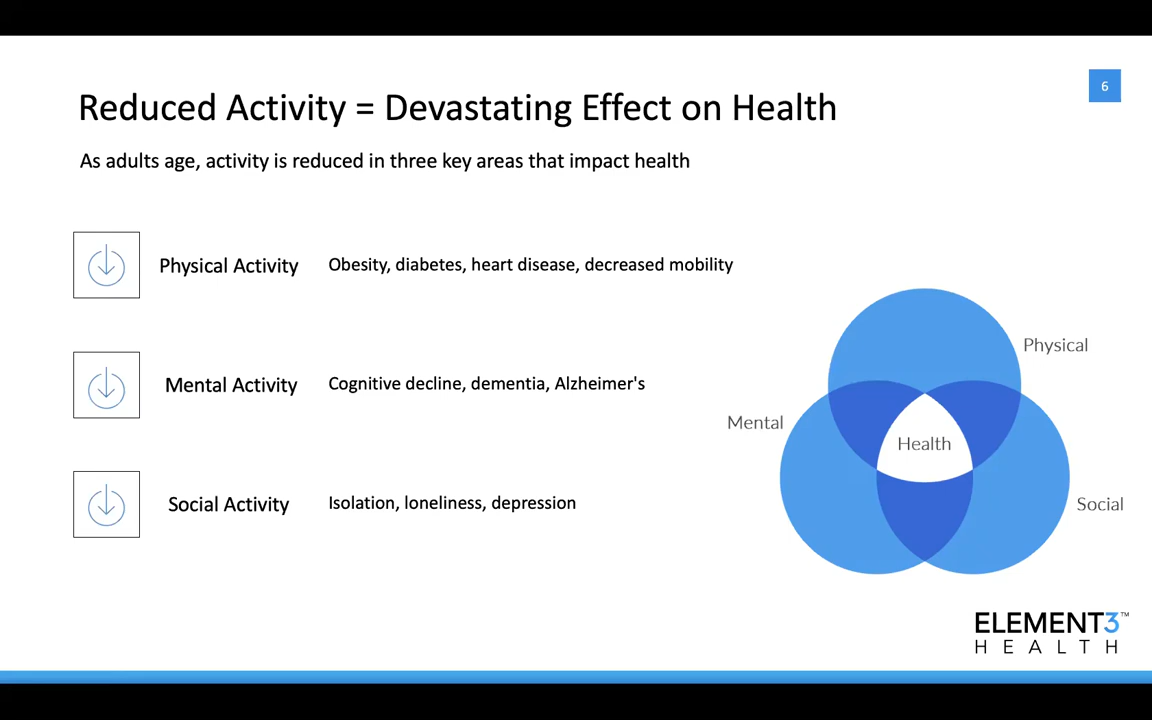 6
Reduced Activity = Devastating Effect on Health
As adults age, activity is reduced in three key areas that impact health
Physical Activity Obesity, diabetes, heart disease, decreased mobility
Mental Activity Cognitive decline, dementia, Alzheimer's
Social Activity Isolation, loneliness, depression
Physical
Mental
Health
Social
ELEMENT3™
HEALTH